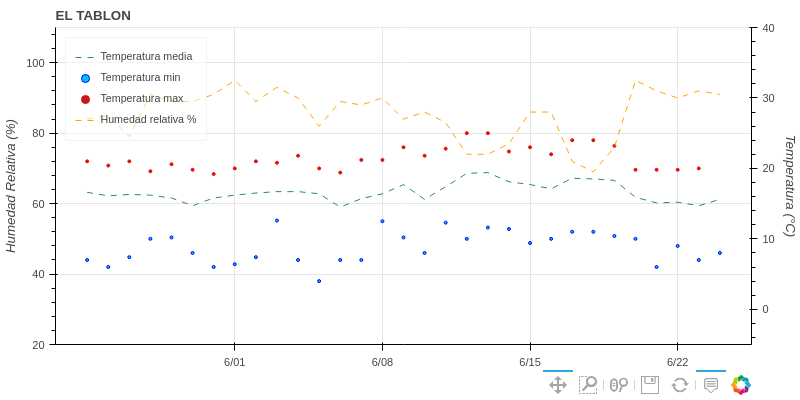 EL TABLON
Temperatura media
Temperatura min
Temperatura max
Humedad relativa %
Humedad Relativa (%)
100
80
60
40
20
40
30
20
10
0
Temperatura (°C)
6/01
6/08
6/15
6/22